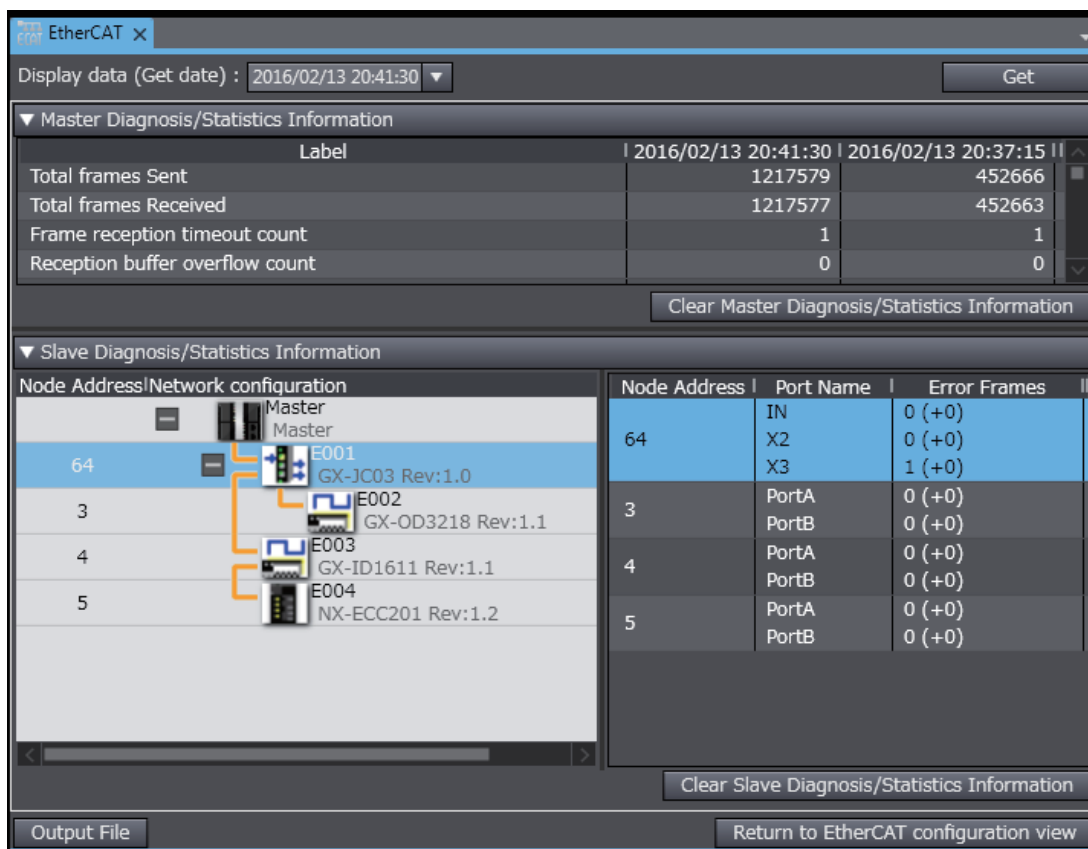 ECAT EtherCAT ×
Display data (Get date) : 2016/02/13 20:41:30 ▼ Get
▼ Master Diagnosis/Statistics Information
Label 2016/02/13 20:41:30 2016/02/13 20:37:15
Total frames Sent 1217579 452666
Total frames Received 1217577 452663
Frame reception timeout count 1 1
Reception buffer overflow count 0 0
Clear Master Diagnosis/Statistics Information
▼ Slave Diagnosis/Statistics Information
Node Address Network configuration
Master
Master
64 E001
GX-JC03 Rev:1.0
3 E002
GX-OD3218 Rev:1.1
4 E003
GX-ID1611 Rev:1.1
5 E004
NX-ECC201 Rev:1.2
Node Address Port Name Error Frames
64
IN 0 (+0)
X2 0 (+0)
X3 1 (+0)
3
PortA 0 (+0)
PortB 0 (+0)
4
PortA 0 (+0)
PortB 0 (+0)
5
PortA 0 (+0)
PortB 0 (+0)
Clear Slave Diagnosis/Statistics Information
Output File Return to EtherCAT configuration view